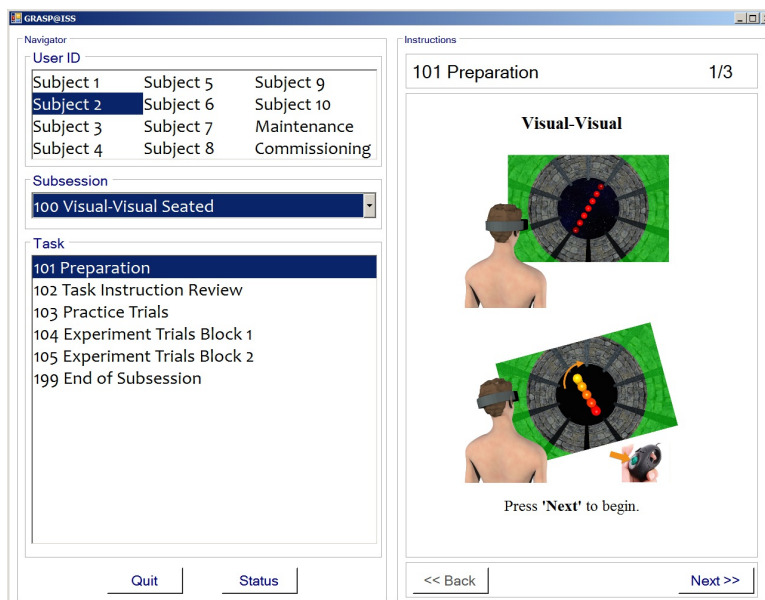 GRASP@ISS
Navigator
User ID
Subject 1 Subject 5 Subject 9
Subject 2 Subject 6 Subject 10
Subject 3 Subject 7 Maintenance
Subject 4 Subject 8 Commissioning
Subsession
100 Visual-Visual Seated
Task
101 Preparation
102 Task Instruction Review
103 Practice Trials
104 Experiment Trials Block 1
105 Experiment Trials Block 2
199 End of Subsession
Quit Status
Instructions
101 Preparation 1/3
Visual-Visual
Press 'Next' to begin.
<< Back Next >>